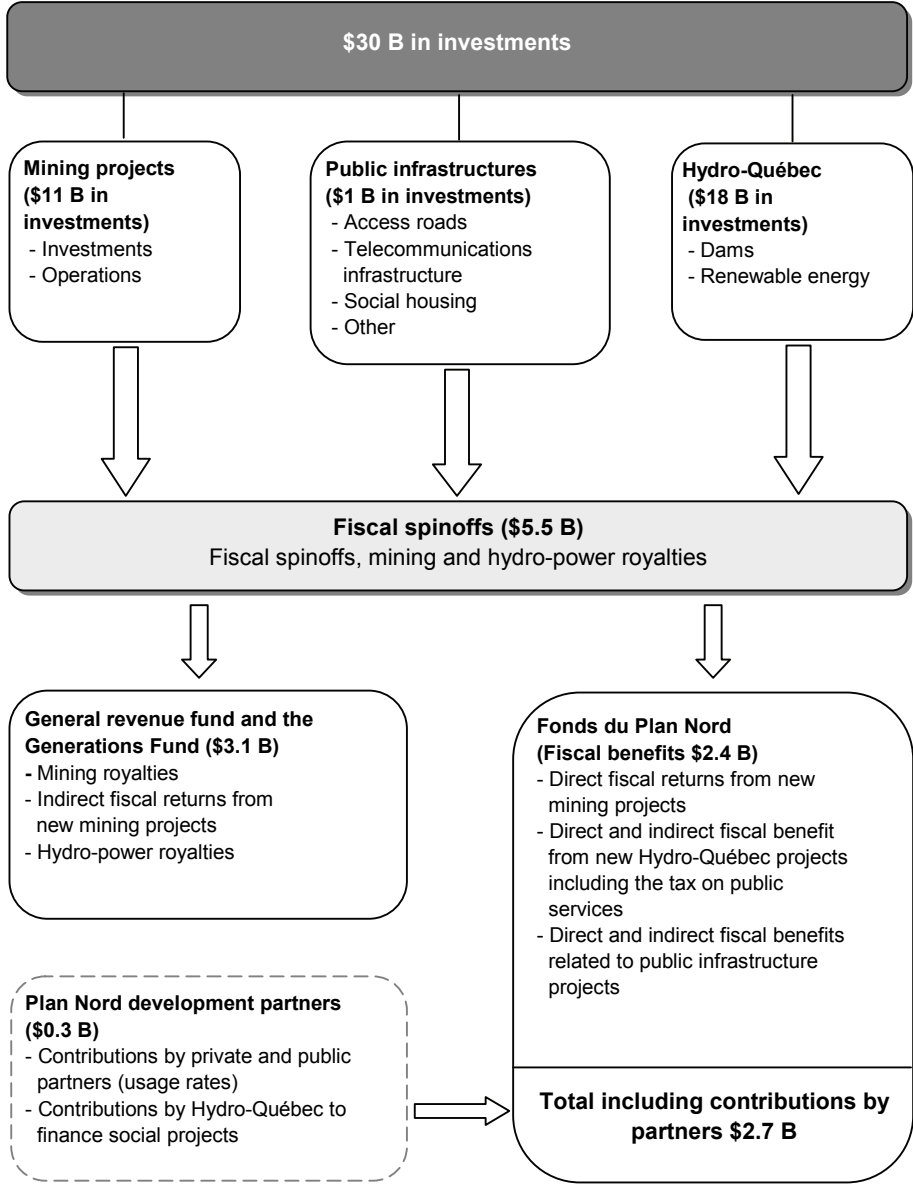 $30 B in investments
Mining projects
($11 B in
investments)
- Investments
- Operations
Public infrastructures
($1 B in investments)
- Access roads
- Telecommunications
infrastructure
- Social housing
- Other
Hydro-Québec
($18 B in
investments)
- Dams
- Renewable energy
Fiscal spinoffs ($5.5 B)
Fiscal spinoffs, mining and hydro-power royalties
General revenue fund and the
Generations Fund ($3.1 B)
- Mining royalties
- Indirect fiscal returns from
new mining projects
- Hydro-power royalties
Fonds du Plan Nord
(Fiscal benefits $2.4 B)
- Direct fiscal returns from new
mining projects
- Direct and indirect fiscal benefit
from new Hydro-Québec projects
including the tax on public
services
- Direct and indirect fiscal benefits
related to public infrastructure
projects
Plan Nord development partners
($0.3 B)
- Contributions by private and public
partners (usage rates)
- Contributions by Hydro-Québec to
finance social projects
Total including contributions by
partners $2.7 B